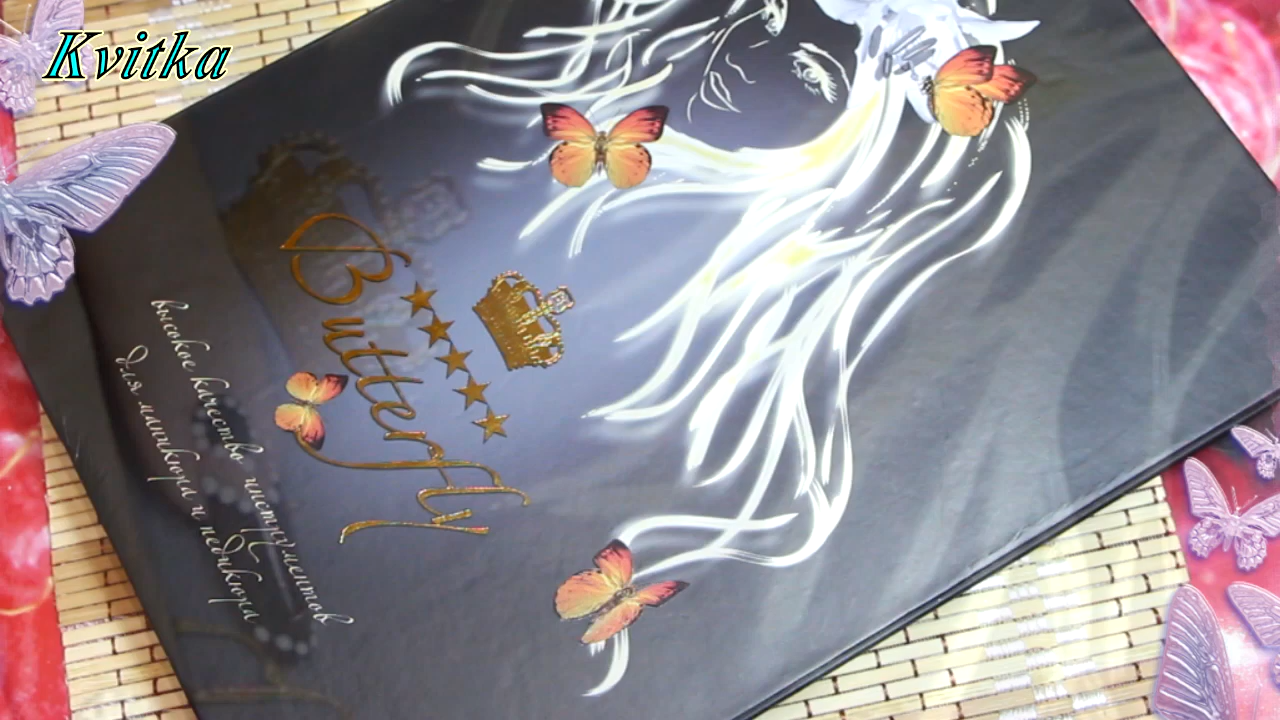 Kvitka
Butterfly
высокое качество инструментов
для маникюра и педикюра